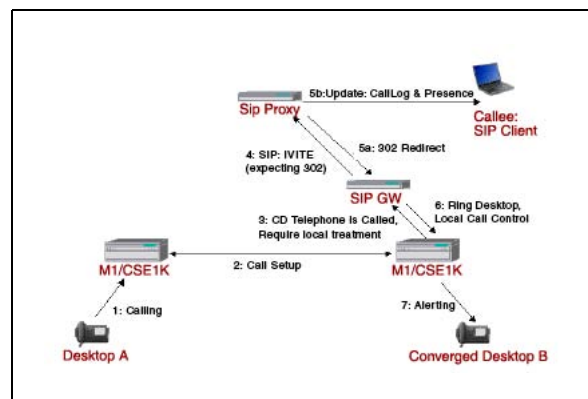 5b:Update: CallLog & Presence
Sip Proxy
Callee:
SIP Client
4: SIP: IVITE
(expecting 302)
5a: 302 Redirect
SIP GW
3: CD Telephone is Called,
Require local treatment
6: Ring Desktop,
Local Call Control
M1/CSE1K
2: Call Setup
M1/CSE1K
1: Calling
7: Alerting
Desktop A
Converged Desktop B